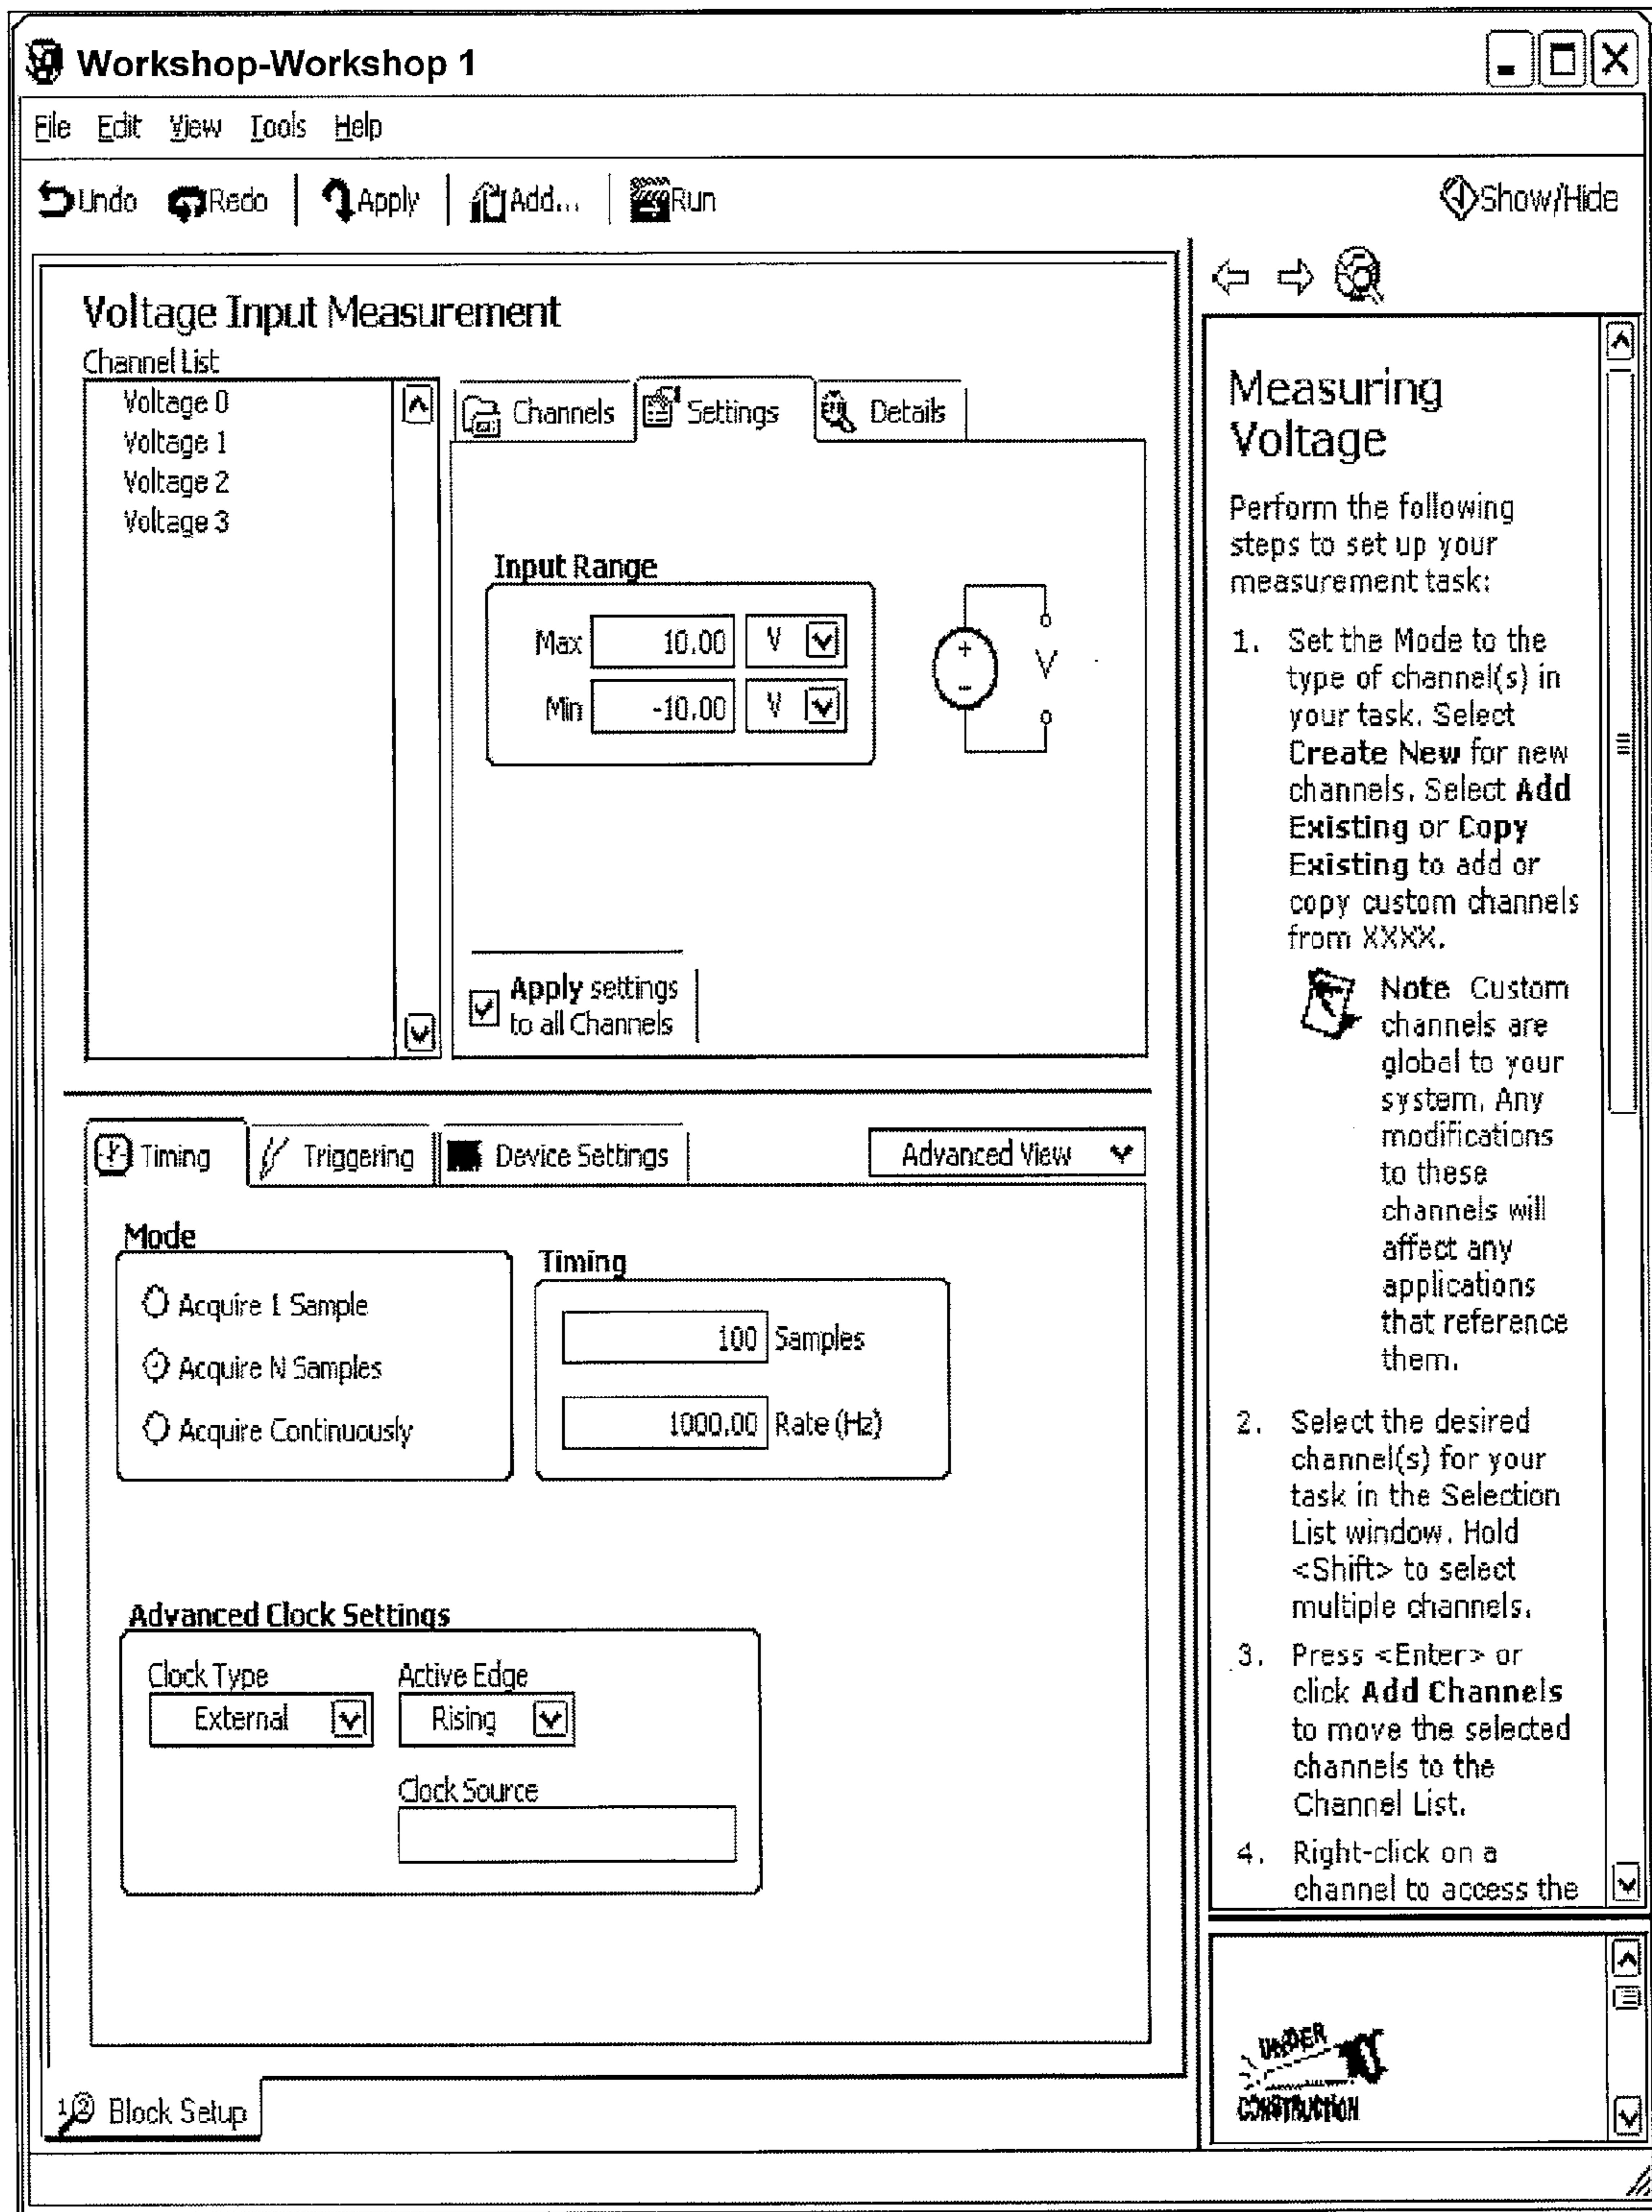 Workshop-Workshop 1
File Edit View Tools Help
Undo Redo Apply Add... Run Show/Hide
Voltage Input Measurement
Channel List
Voltage 0
Voltage 1
Voltage 2
Voltage 3
Channels Settings Details
Input Range
Max 10.00 V
Min -10.00 V
+
V
−
Apply settings
to all Channels
Timing Triggering Device Settings Advanced View
Mode
Acquire 1 Sample
Acquire N Samples
Acquire Continuously
Timing
100 Samples
1000.00 Rate (Hz)
Advanced Clock Settings
Clock Type Active Edge
External Rising
Clock Source
Block Setup
Measuring
Voltage
Perform the following
steps to set up your
measurement task:
1. Set the Mode to the
type of channel(s) in
your task. Select
Create New for new
channels. Select Add
Existing or Copy
Existing to add or
copy custom channels
from XXXX.
Note Custom
channels are
global to your
system. Any
modifications
to these
channels will
affect any
applications
that reference
them.
2. Select the desired
channel(s) for your
task in the Selection
List window. Hold
<Shift> to select
multiple channels.
3. Press <Enter> or
click Add Channels
to move the selected
channels to the
Channel List.
4. Right-click on a
channel to access the
UNDER
CONSTRUCTION